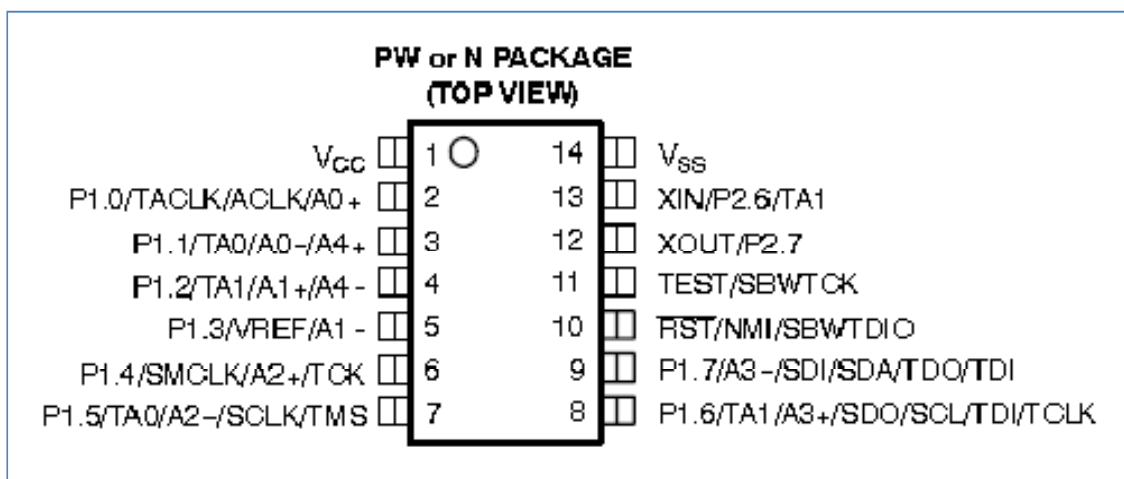 PW or N PACKAGE
(TOP VIEW)
VCC 1 14 VSS
P1.0/TACLK/ACLK/A0+ 2 13 XIN/P2.6/TA1
P1.1/TA0/A0-/A4+ 3 12 XOUT/P2.7
P1.2/TA1/A1+/A4- 4 11 TEST/SBWTCK
P1.3/VREF/A1- 5 10 RST/NMI/SBWTDIO
P1.4/SMCLK/A2+/TCK 6 9 P1.7/A3-/SDI/SDA/TDO/TDI
P1.5/TA0/A2-/SCLK/TMS 7 8 P1.6/TA1/A3+/SDO/SCL/TDI/TCLK